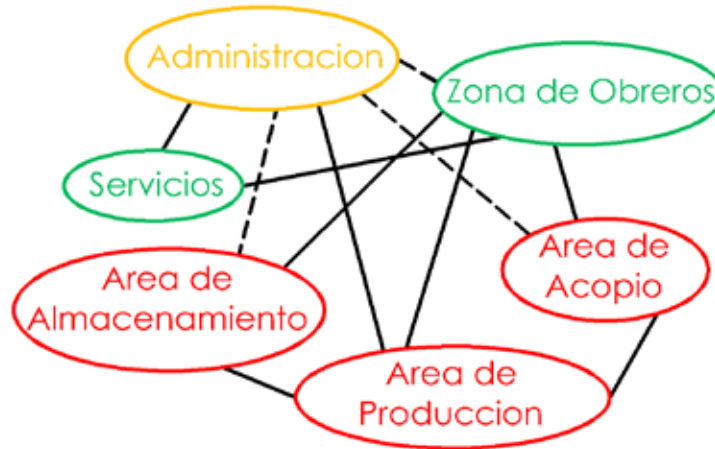 Administracion
Zona de Obreros
Servicios
Area de
Almacenamiento
Area de
Acopio
Area de
Produccion